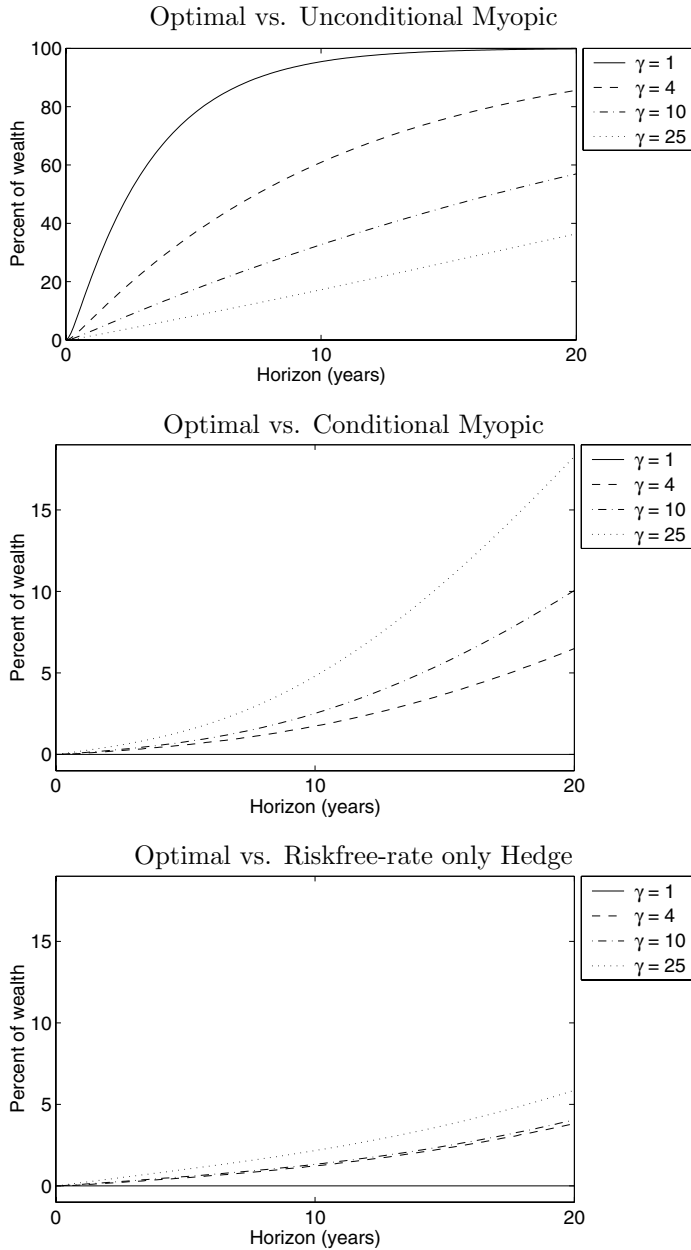 Optimal vs. Unconditional Myopic
100
80
60
40
20
0
Percent of wealth
0
10
20
Horizon (years)
γ = 1
γ = 4
γ = 10
γ = 25
Optimal vs. Conditional Myopic
15
10
5
0
Percent of wealth
0
10
20
Horizon (years)
γ = 1
γ = 4
γ = 10
γ = 25
Optimal vs. Riskfree-rate only Hedge
15
10
5
0
Percent of wealth
0
10
20
Horizon (years)
γ = 1
γ = 4
γ = 10
γ = 25